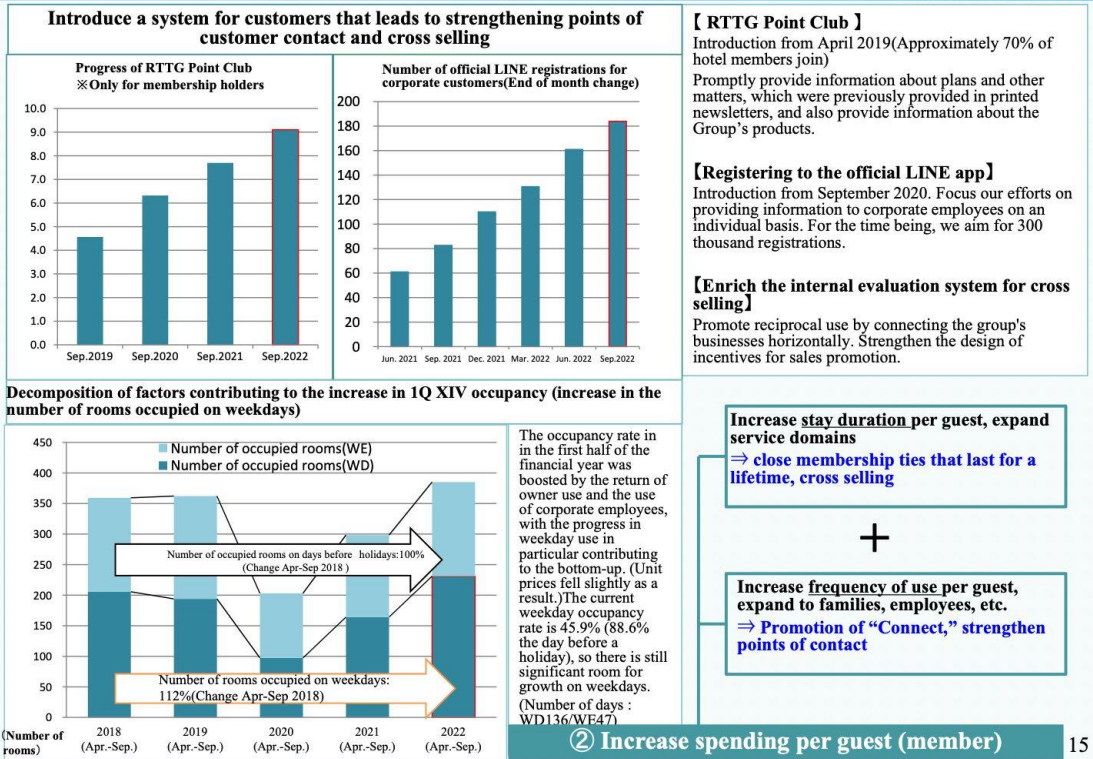 Introduce a system for customers that leads to strengthening points of
customer contact and cross selling
Progress of RTTG Point Club
※Only for membership holders
10.0
9.0
8.0
7.0
6.0
5.0
4.0
3.0
2.0
1.0
0.0
Sep.2019 Sep.2020 Sep.2021 Sep.2022
Number of official LINE registrations for
corporate customers(End of month change)
200
180
160
140
120
100
80
60
40
20
0
Jun. 2021 Sep. 2021 Dec. 2021 Mar. 2022 Jun. 2022 Sep.2022
【 RTTG Point Club 】
Introduction from April 2019(Approximately 70% of
hotel members join)
Promptly provide information about plans and other
matters, which were previously provided in printed
newsletters, and also provide information about the
Group's products.
【Registering to the official LINE app】
Introduction from September 2020. Focus our efforts on
providing information to corporate employees on an
individual basis. For the time being, we aim for 300
thousand registrations.
【Enrich the internal evaluation system for cross
selling】
Promote reciprocal use by connecting the group's
businesses horizontally. Strengthen the design of
incentives for sales promotion.
Decomposition of factors contributing to the increase in 1Q XIV occupancy (increase in the
number of rooms occupied on weekdays)
450
400
350
300
250
200
150
100
50
0
Number of occupied rooms(WE)
Number of occupied rooms(WD)
Number of occupied rooms on days before holidays:100%
(Change Apr-Sep 2018 )
Number of rooms occupied on weekdays:
112%(Change Apr-Sep 2018)
(Number of
rooms)
2018 2019 2020 2021 2022
(Apr.-Sep.) (Apr.-Sep.) (Apr.-Sep.) (Apr.-Sep.) (Apr.-Sep.)
The occupancy rate in
in the first half of the
financial year was
boosted by the return of
owner use and the use
of corporate employees,
with the progress in
weekday use in
particular contributing
to the bottom-up. (Unit
prices fell slightly as a
result.)The current
weekday occupancy
rate is 45.9% (88.6%
the day before a
holiday), so there is still
significant room for
growth on weekdays.
(Number of days :
WD136/WE47)
Increase stay duration per guest, expand
service domains
⇒ close membership ties that last for a
lifetime, cross selling
+
Increase frequency of use per guest,
expand to families, employees, etc.
⇒ Promotion of “Connect,” strengthen
points of contact
② Increase spending per guest (member)
15